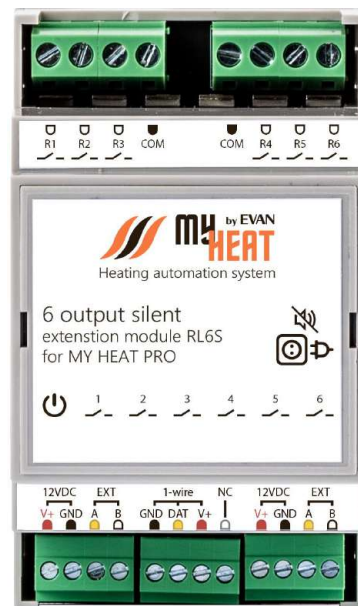 R1 R2 R3 COM COM R4 R5 R6
MY HEAT by EVAN
Heating automation system
6 output silent
extenstion module RL6S
for MY HEAT PRO
1 2 3 4 5 6
12VDC EXT 1-wire NC 12VDC EXT
V+ GND A B GND DAT V+ V+ GND A B